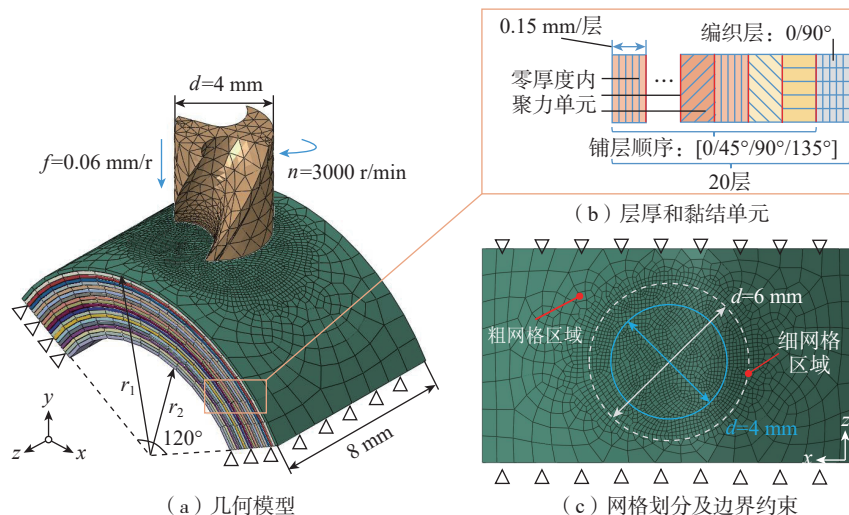 d=4 mm
f=0.06 mm/r
n=3000 r/min
r₁
r₂
120°
8 mm
y
z
x
（a）几何模型
0.15 mm/层
编织层：0/90°
零厚度内
聚力单元
...
铺层顺序：[0/45°/90°/135°]
20层
（b）层厚和黏结单元
d=6 mm
粗网格区域
细网格
区域
d=4 mm
z
x
（c）网格划分及边界约束